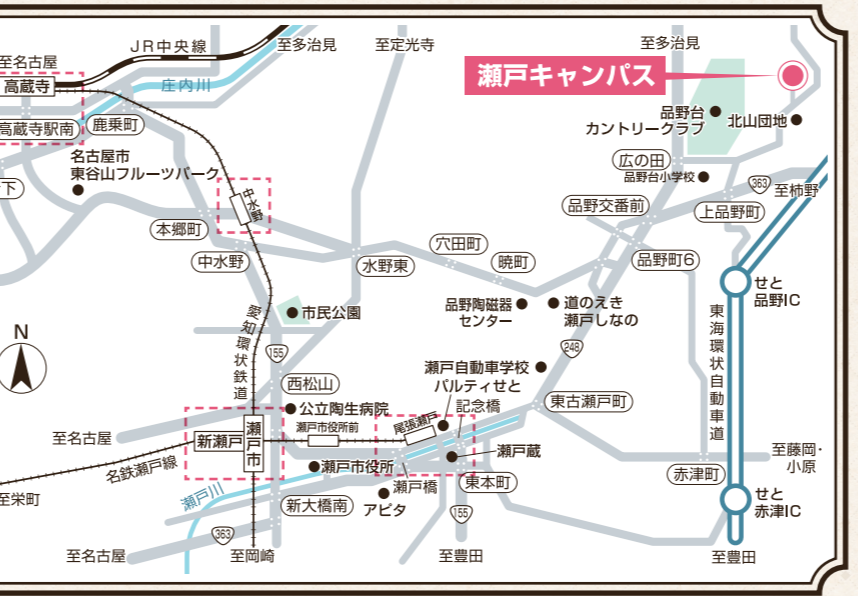 JR中央線
至多治見
至定光寺
至多治見
至名古屋
高蔵寺
庄内川
瀬戸キャンパス
高蔵寺駅南
鹿乗町
品野台
カントリークラブ
北山団地
名古屋市
東谷山フルーツパーク
広の田
品野台小学校
363
至柿野
下
中水野
品野交番前
上品野町
本郷町
穴田町
中水野
水野東
暁町
品野町6
せと
品野IC
市民公園
品野陶磁器
センター
道のえき
瀬戸しなの
N
愛知環状鉄道
155
248
東海環状自動車道
瀬戸自動車学校
西松山
パルティせと
記念橋
東古瀬戸町
公立陶生病院
尾張瀬戸
至名古屋
新瀬戸
瀬戸市
瀬戸市役所前
瀬戸蔵
至藤岡・
小原
名鉄瀬戸線
瀬戸市役所
瀬戸橋
東本町
赤津町
至栄町
瀬戸川
新大橋南
アピタ
155
せと
赤津IC
363
至名古屋
至岡崎
至豊田
至豊田